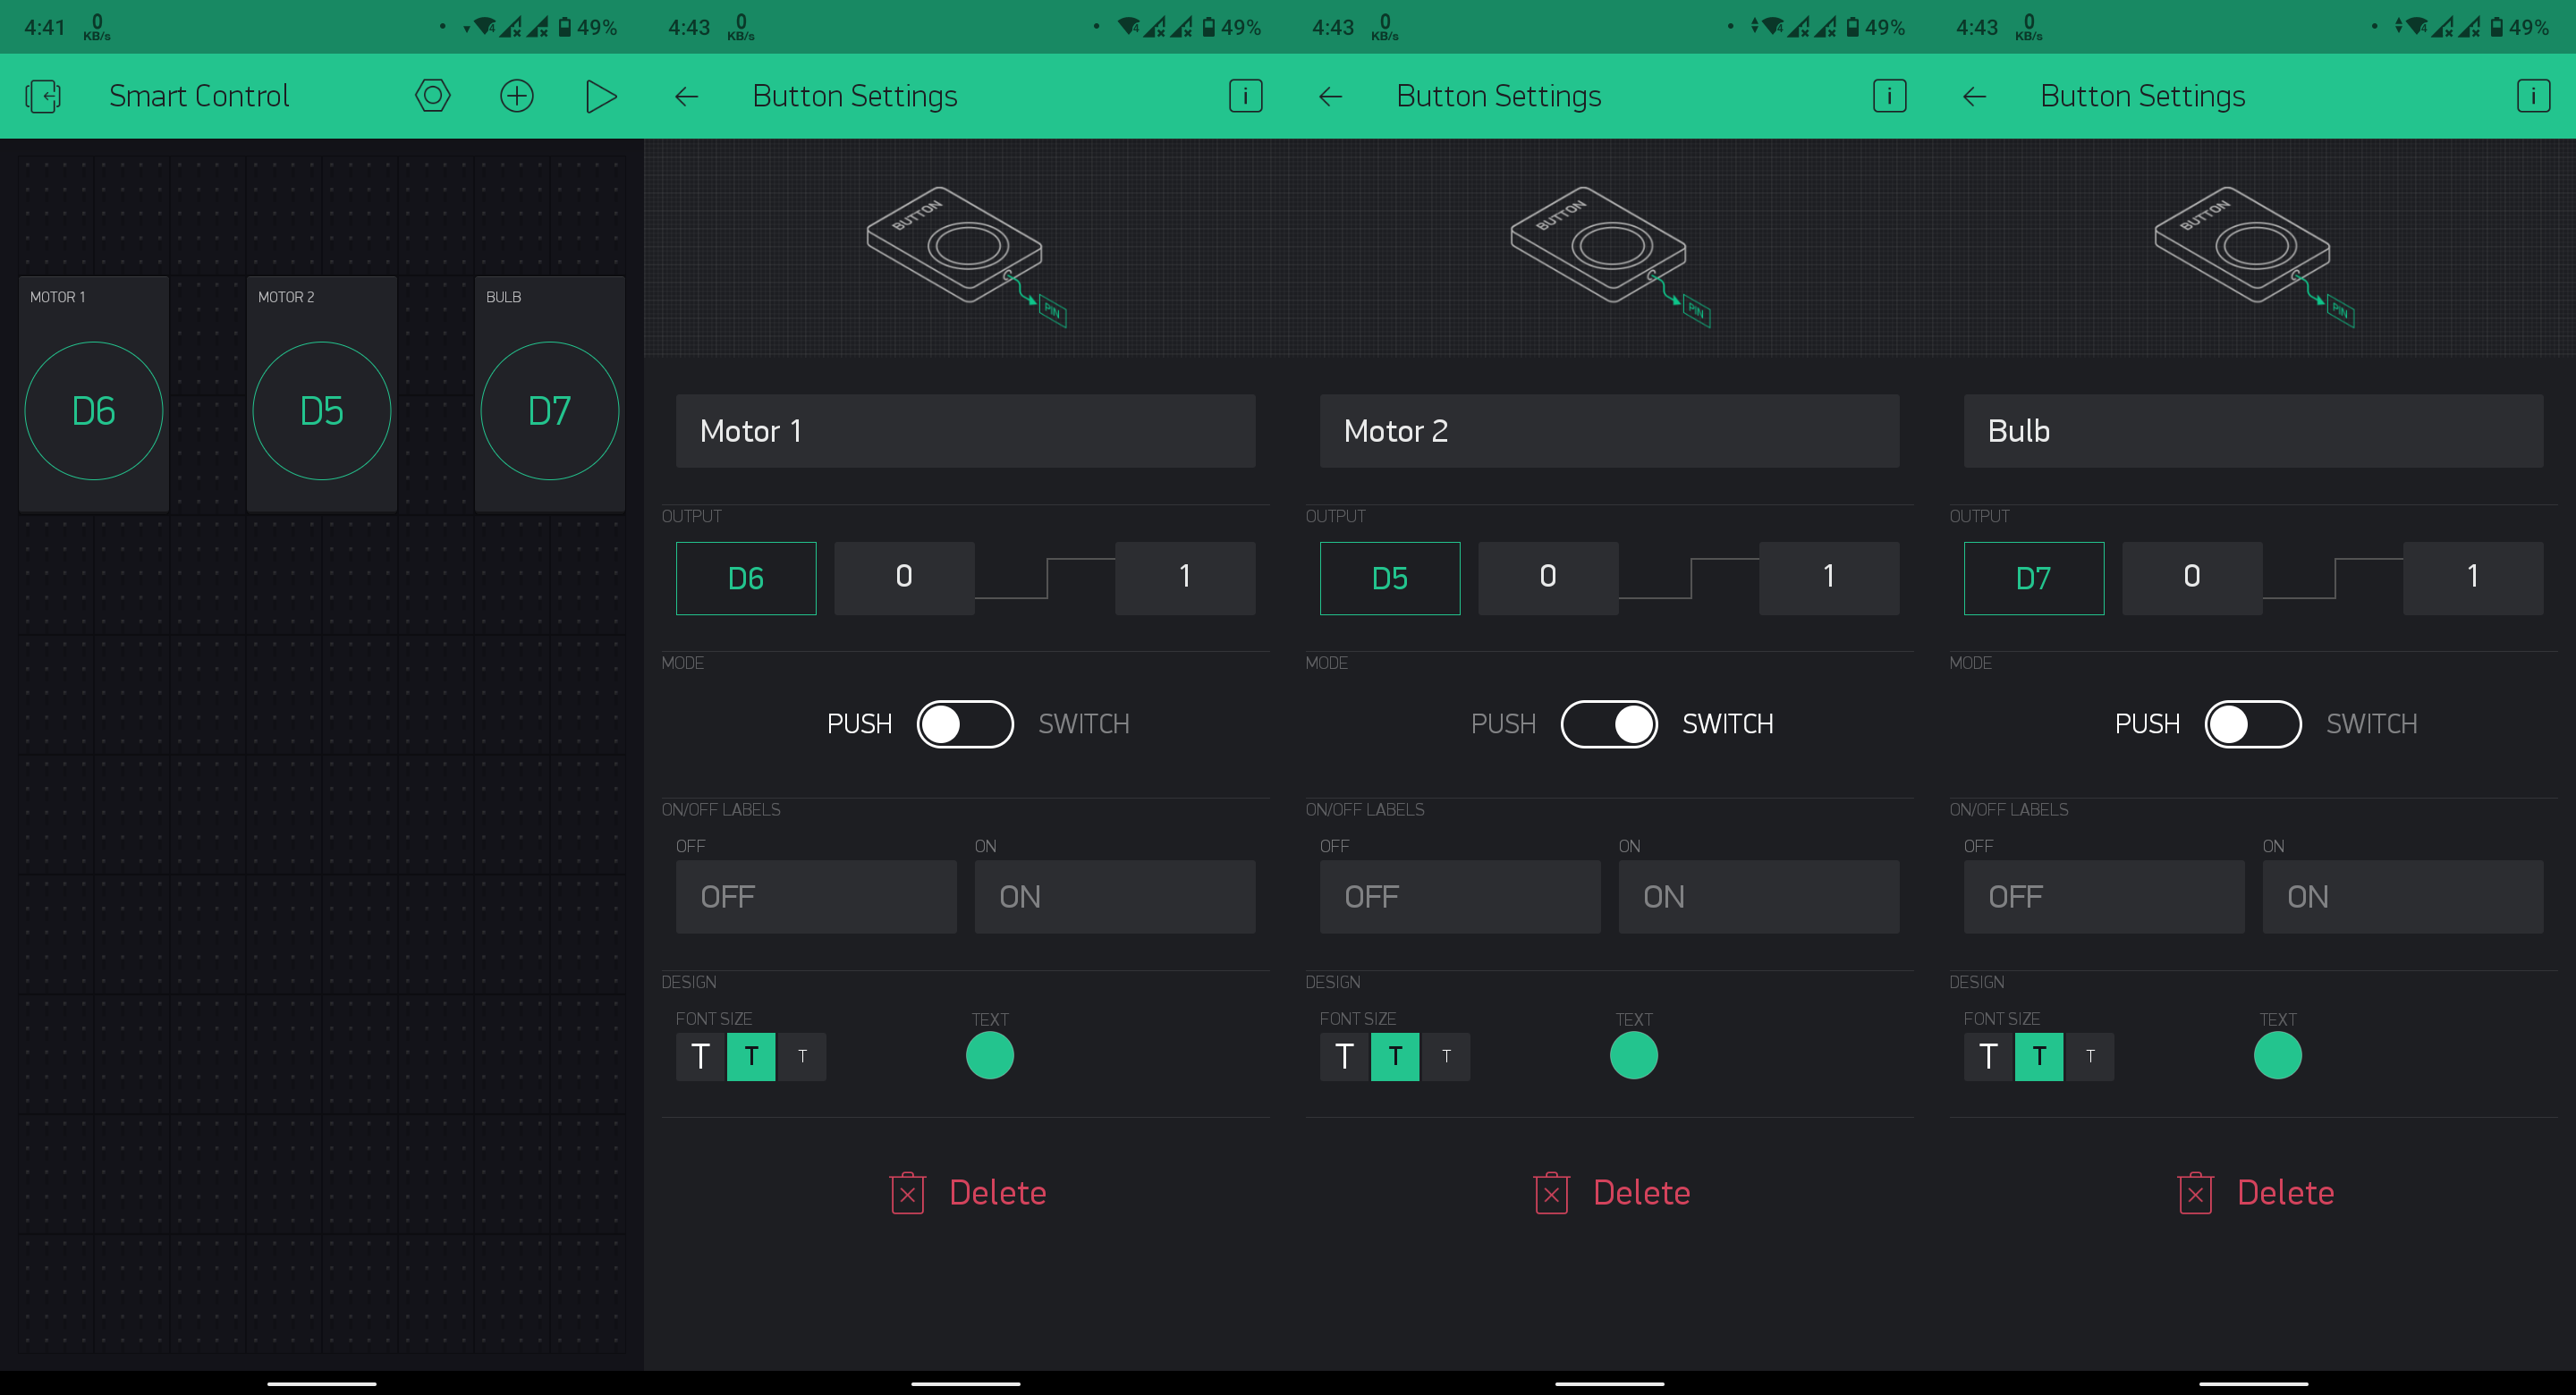 4:41 0 KB/s 4 49%
Smart Control
MOTOR 1
D6
MOTOR 2
D5
BULB
D7
4:43 0 KB/s 4 49%
Button Settings i
BUTTON
PIN
Motor 1
OUTPUT
D6 0 1
MODE
PUSH SWITCH
ON/OFF LABELS
OFF ON
OFF ON
DESIGN
FONT SIZE TEXT
T T T
Delete
4:43 0 KB/s 4 49%
Button Settings i
BUTTON
PIN
Motor 2
OUTPUT
D5 0 1
MODE
PUSH SWITCH
ON/OFF LABELS
OFF ON
OFF ON
DESIGN
FONT SIZE TEXT
T T T
Delete
4:43 0 KB/s 4 49%
Button Settings i
BUTTON
PIN
Bulb
OUTPUT
D7 0 1
MODE
PUSH SWITCH
ON/OFF LABELS
OFF ON
OFF ON
DESIGN
FONT SIZE TEXT
T T T
Delete